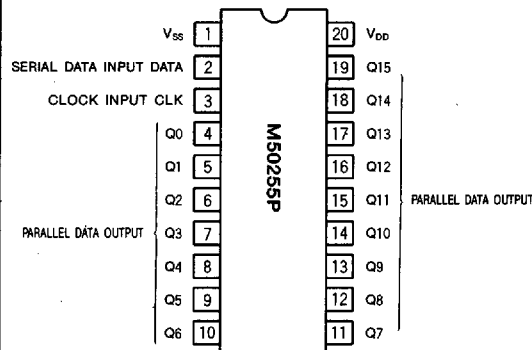 Vss 1 20 VDD
SERIAL DATA INPUT DATA 2 19 Q15
CLOCK INPUT CLK 3 18 Q14
Q0 4 17 Q13
Q1 5 16 Q12
Q2 6 15 Q11
PARALLEL DATA OUTPUT Q3 7 14 Q10
Q4 8 13 Q9
Q5 9 12 Q8
Q6 10 11 Q7
M50255P
PARALLEL DATA OUTPUT